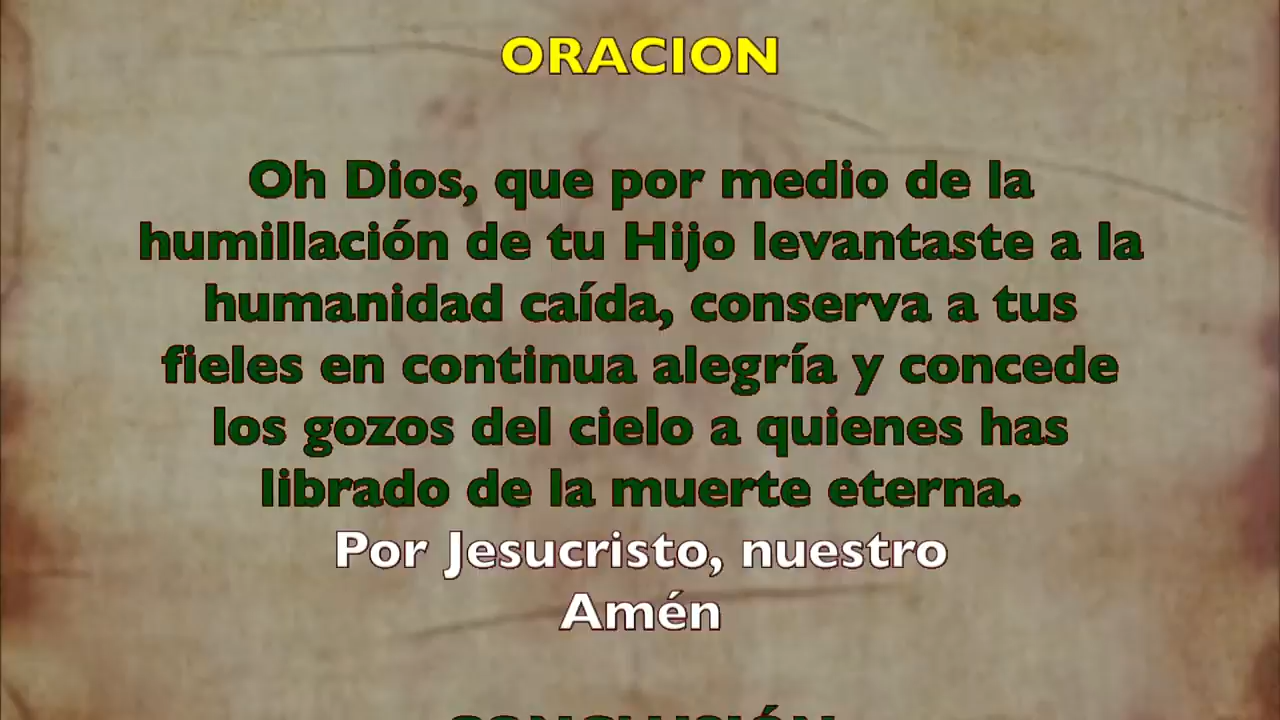 ORACION
Oh Dios, que por medio de la
humillación de tu Hijo levantaste a la
humanidad caída, conserva a tus
fieles en continua alegría y concede
los gozos del cielo a quienes has
librado de la muerte eterna.
Por Jesucristo, nuestro
Amén
CONCLUSIÓN